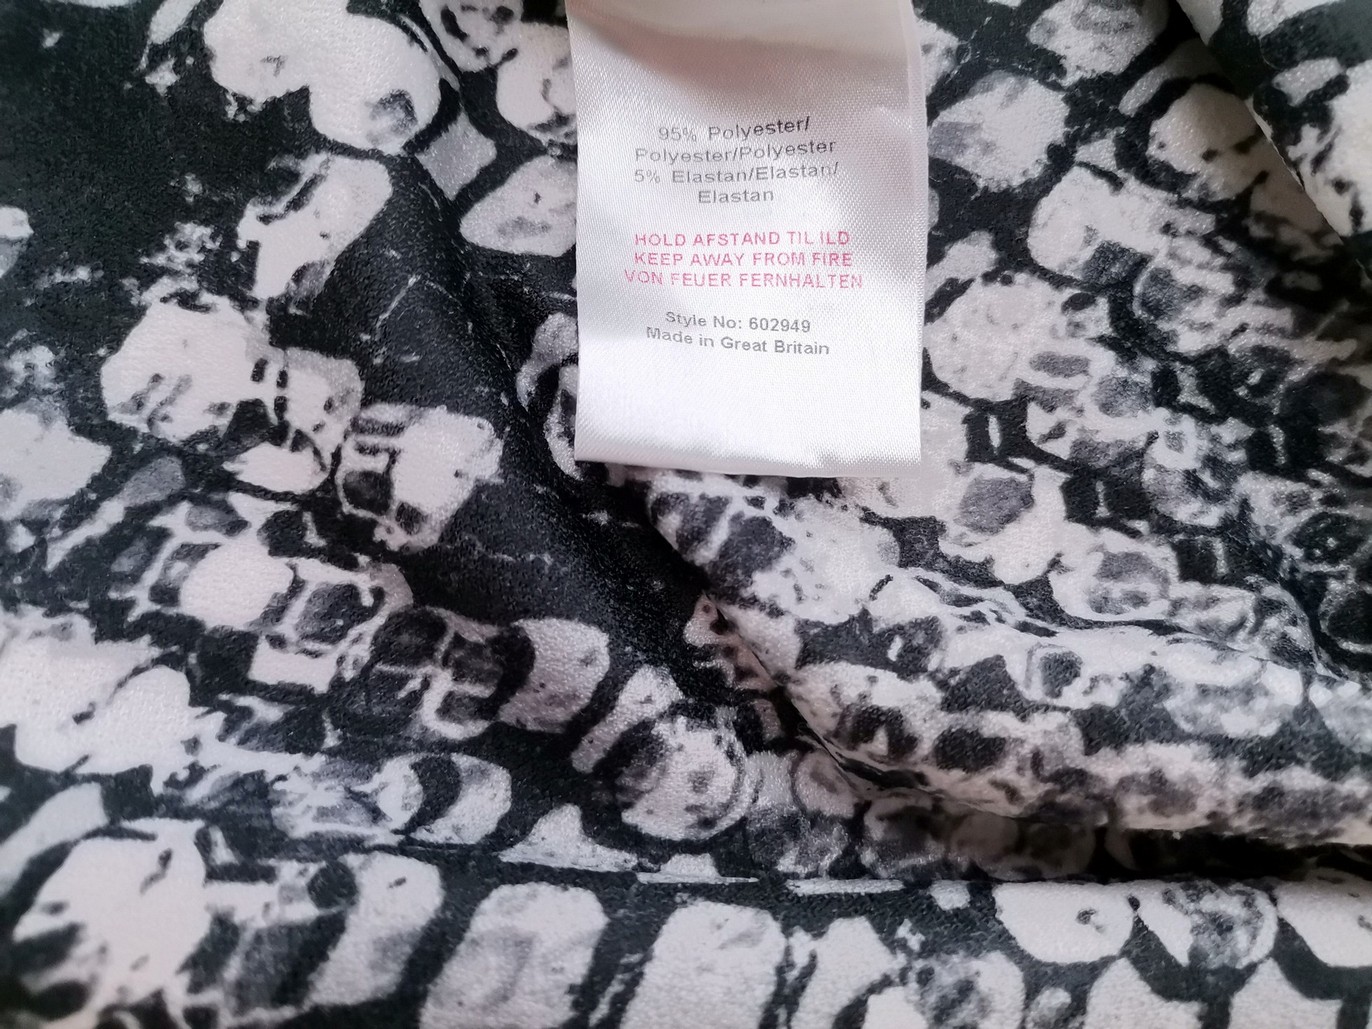 95% Polyester/
Polyester/Polyester
5% Elastan/Elastan/
Elastan
HOLD AFSTAND TIL ILD
KEEP AWAY FROM FIRE
VON FEUER FERNHALTEN
Style No: 602949
Made in Great Britain